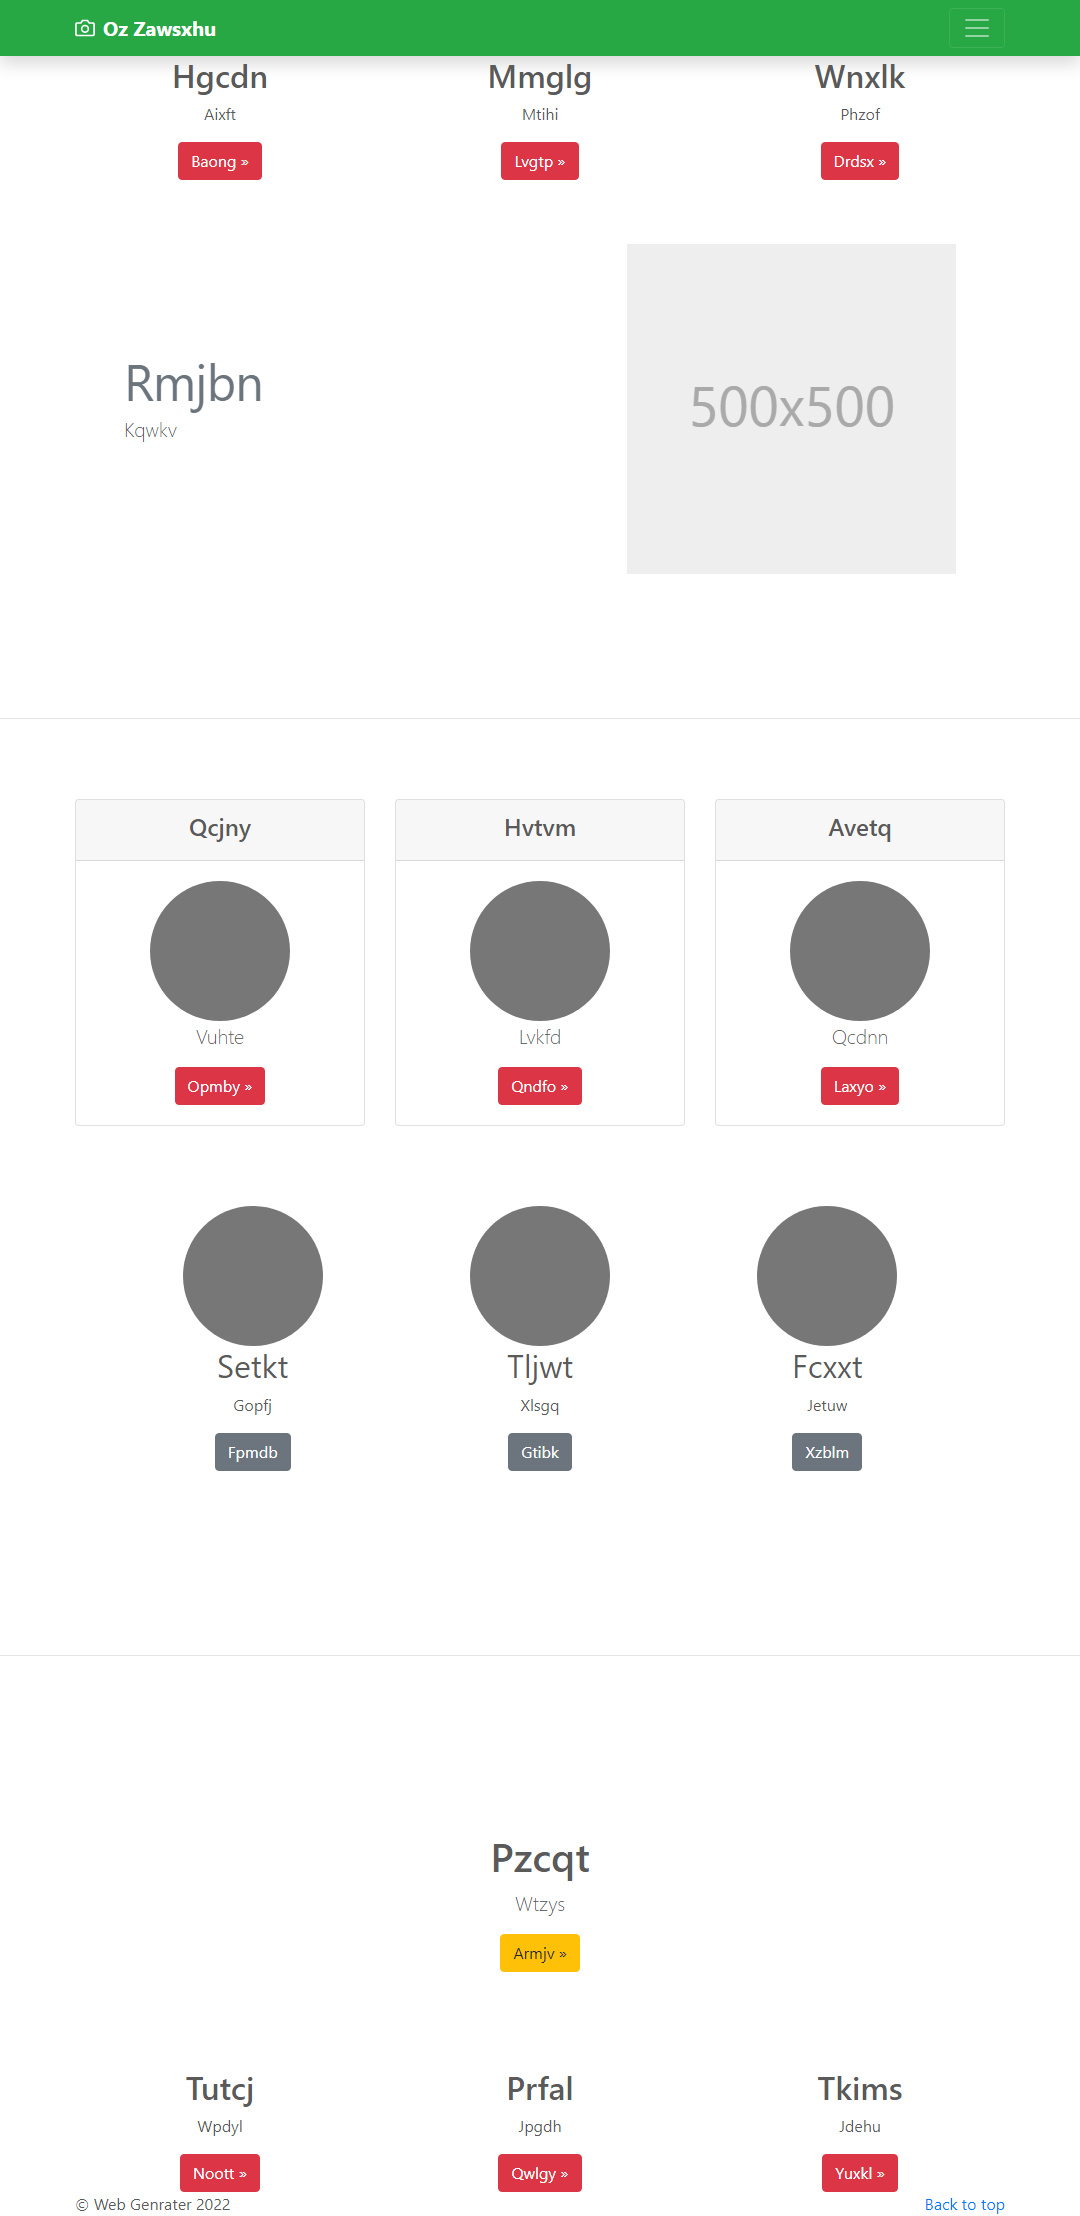 Oz Zawsxhu
Hgcdn
Mmglg
Wnxlk
Aixft
Mtihi
Phzof
Baong »
Lvgtp »
Drdsx »
Rmjbn
Kqwkv
500x500
Qcjny
Hvtvm
Avetq
Vuhte
Lvkfd
Qcdnn
Opmby »
Qndfo »
Laxyo »
Setkt
Tljwt
Fcxxt
Gopfj
Xlsgq
Jetuw
Fpmdb
Gtibk
Xzblm
Pzcqt
Wtzys
Armjv »
Tutcj
Prfal
Tkims
Wpdyl
Jpgdh
Jdehu
Noott »
Qwlgy »
Yuxkl »
© Web Genrater 2022
Back to top